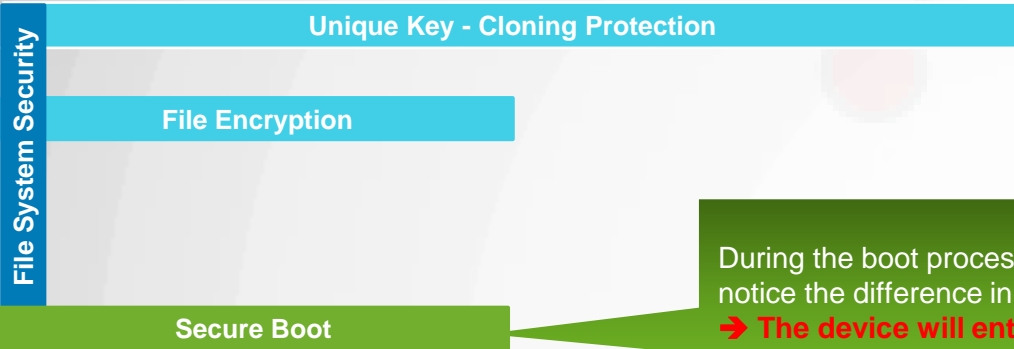 Unique Key - Cloning Protection
File System Security
File Encryption
During the boot proces
notice the difference in
➔ The device will ent
Secure Boot